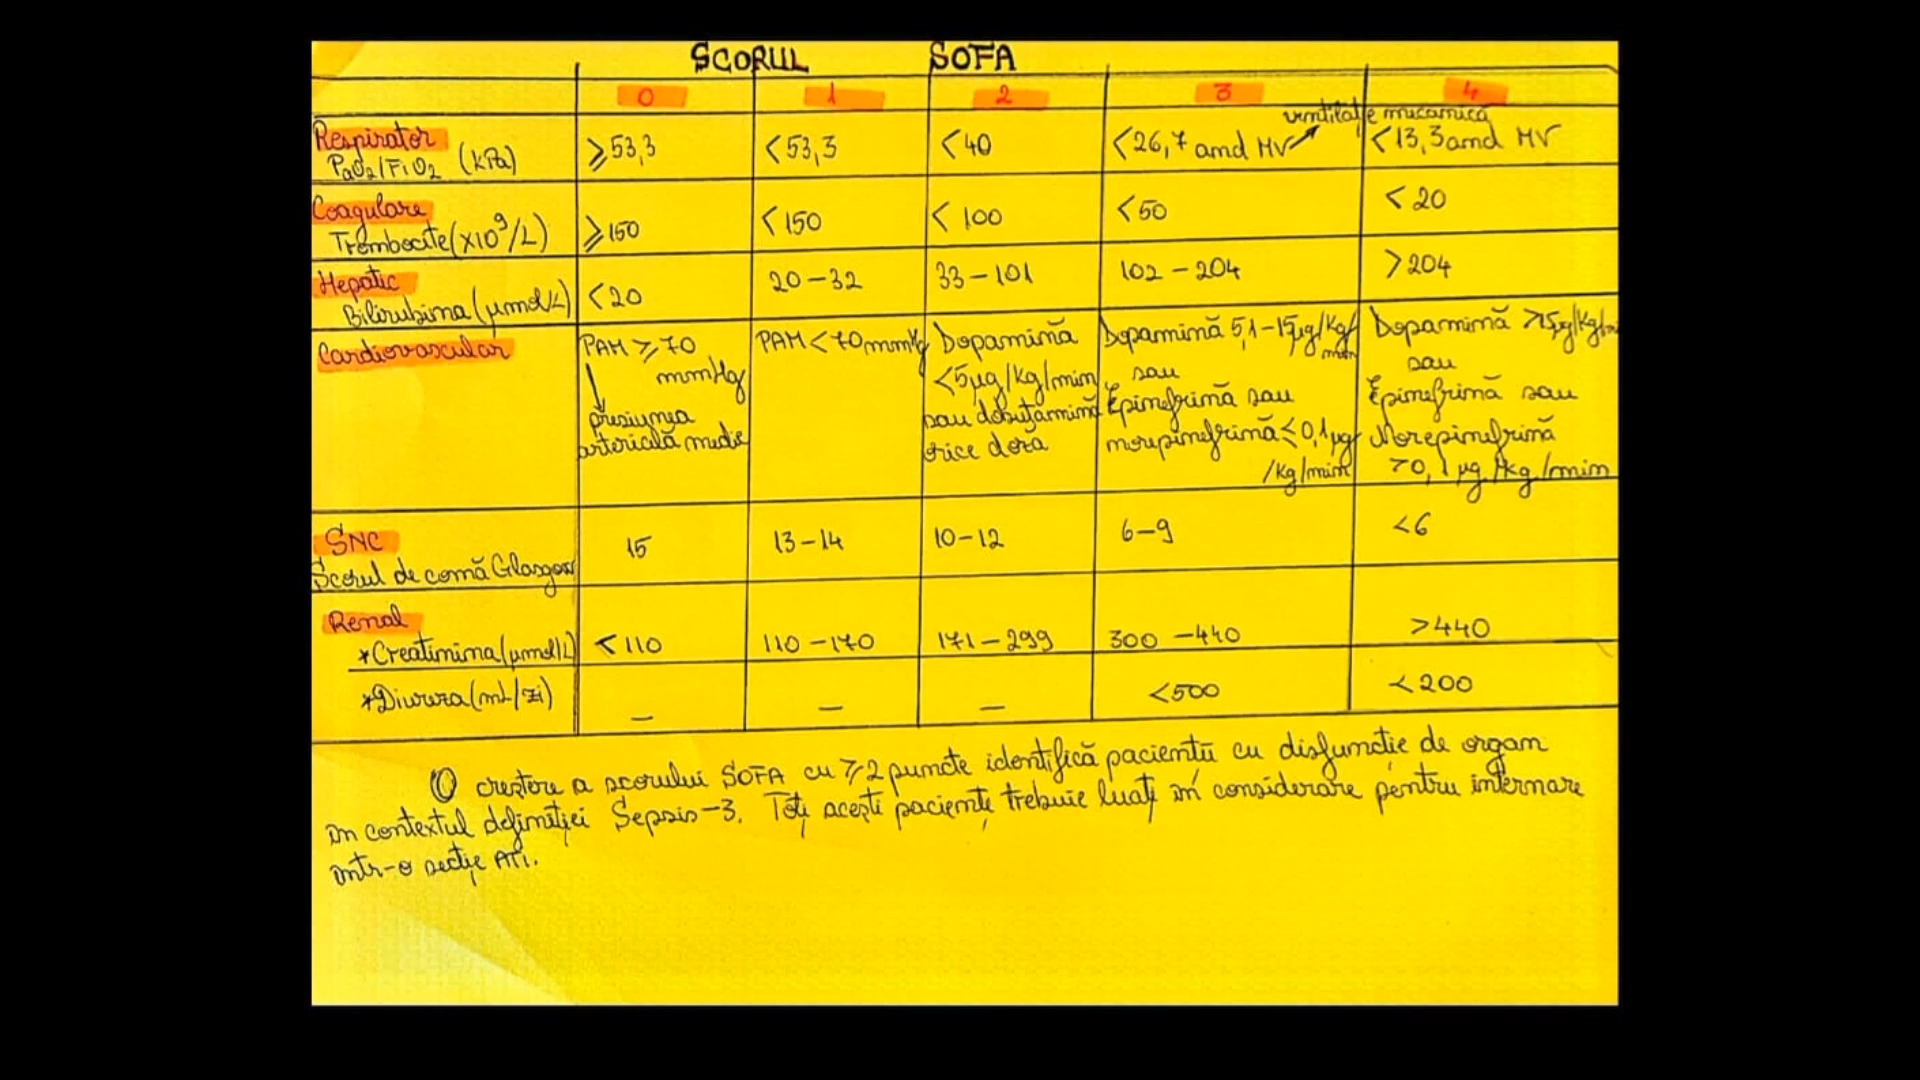 SCORUL SOFA
0 1 2 3 4
ventilație mecanică
Respirator
PaO2/FiO2 (kPa) ≥53,3 <53,3 <40 <26,7 and MV <13,3 and MV
Coagulare
Trombocite (x10⁹/L) ≥150 <150 <100 <50 <20
Hepatic
Bilirubina (μmol/L) <20 20-32 33-101 102-204 >204
Cardiovascular
PAM ≥70
mmHg
presiunea
arterială medie
PAM <70mmHg
Dopamină
<5μg/kg/min
sau dobutamină
orice doză
Dopamină 5,1-15μg/kg/
min
sau
Epinefrină sau
norepinefrină ≤0,1μg
/kg/min
Dopamină >15μg/kg/min
sau
Epinefrină sau
Norepinefrină
>0,1 μg/kg/min
SNC
Scorul de comă Glasgow 15 13-14 10-12 6-9 <6
Renal
*Creatinina (μmol/L) <110 110-170 171-299 300-440 >440
*Diureza (mL/zi) – – – <500 <200
O creștere a scorului SOFA cu ≥2 puncte identifică pacienții cu disfuncție de organ
în contextul definiției Sepsis-3. Toți acești pacienți trebuie luați în considerare pentru internare
într-o secție ATI.